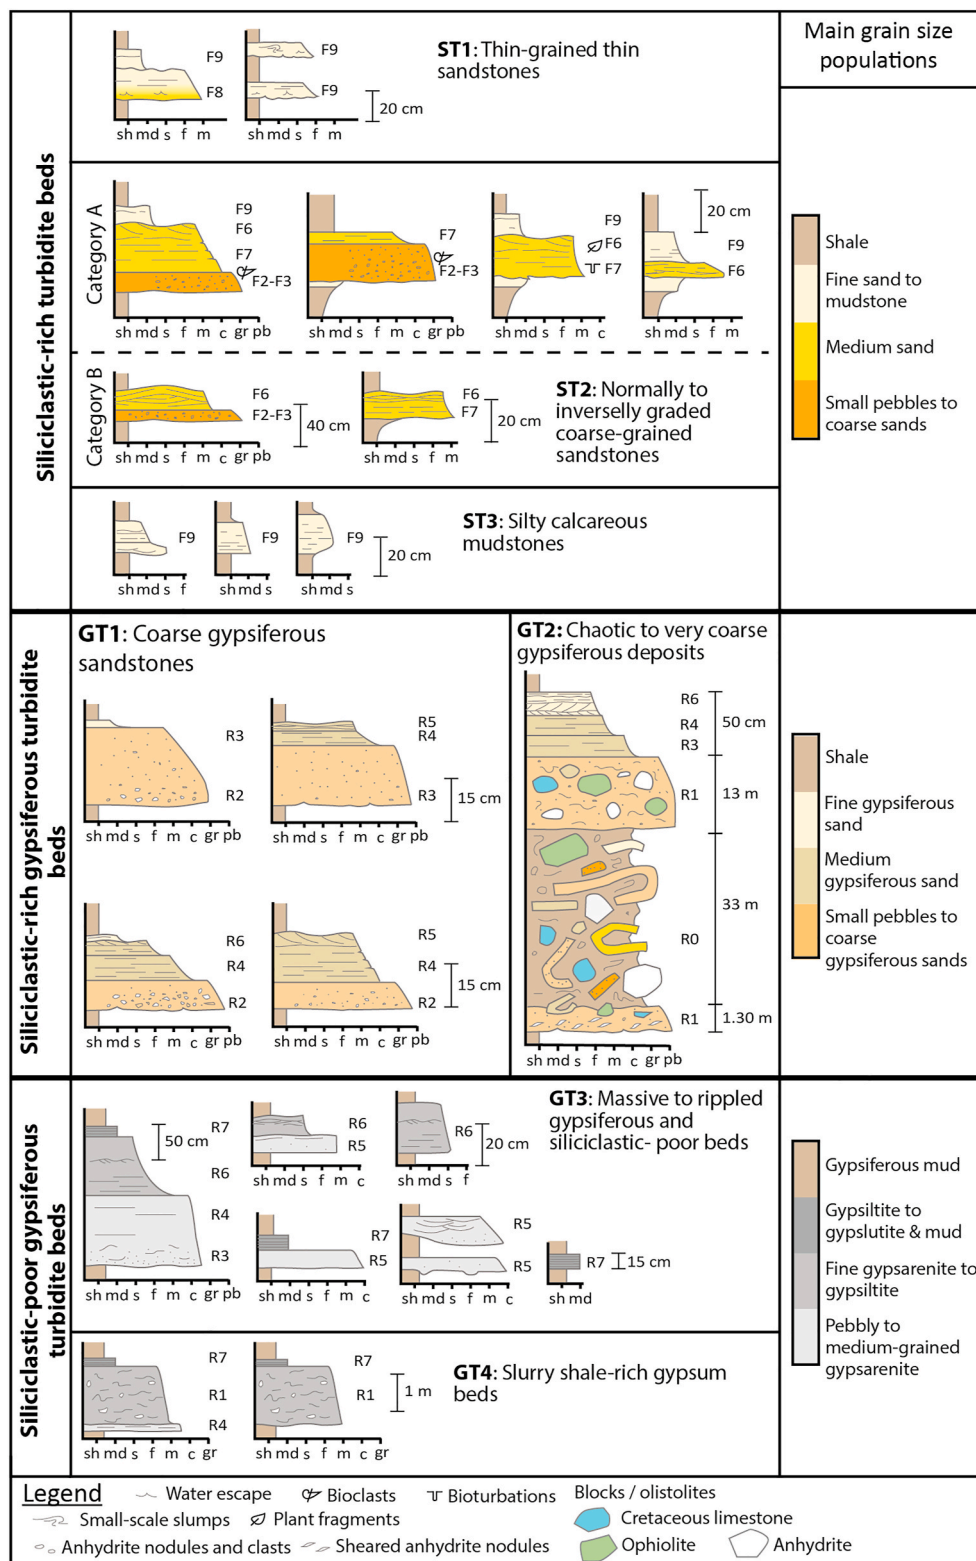 Main grain size
populations
Siliciclastic-rich turbidite beds
ST1: Thin-grained thin
sandstones
F9
F8
F9
F9
20 cm
sh md s f m
sh md s f m
Category A
F9
F6
F7
F2-F3
sh md s f m c gr pb
F7
F2-F3
sh md s f m c gr pb
F9
F6
F7
sh md s f m c
20 cm
F9
F6
sh md s f m
Category B
F6
F2-F3
40 cm
sh md s f m c gr pb
F6
F7
20 cm
sh md s f m
ST2: Normally to
inverselly graded
coarse-grained
sandstones
F9
sh md s f
F9
sh md s
F9
sh md s
20 cm
ST3: Silty calcareous
mudstones
Shale
Fine sand to
mudstone
Medium sand
Small pebbles to
coarse sands
Siliciclastic-rich gypsiferous turbidite
beds
GT1: Coarse gypsiferous
sandstones
R3
R2
sh md s f m c gr pb
R5
R4
R3
15 cm
sh md s f m c gr pb
R6
R4
R2
sh md s f m c gr pb
R5
R4
R2
15 cm
sh md s f m c gr pb
GT2: Chaotic to very coarse
gypsiferous deposits
R6
R4
R3
50 cm
R1
13 m
33 m
R0
R1
1.30 m
sh md s f m c gr pb
Shale
Fine gypsiferous
sand
Medium
gypsiferous sand
Small pebbles to
coarse
gypsiferous sands
Siliciclastic-poor gypsiferous
turbidite beds
R7
50 cm
R6
R4
R3
sh md s f m c gr pb
R6
R5
sh md s f m c
R6
20 cm
sh md s f
GT3: Massive to rippled
gypsiferous and
siliciclastic- poor beds
R7
R5
sh md s f m c
R5
R5
sh md s f m c
R7
15 cm
sh md
R7
R1
R4
sh md s f m c gr
R7
R1
1 m
sh md s f m c gr
GT4: Slurry shale-rich gypsum
beds
Gypsiferous mud
Gypsiltite to
gypslutite & mud
Fine gypsarenite to
gypsiltite
Pebbly to
medium-grained
gypsarenite
Legend
Water escape
Bioclasts
Bioturbations
Blocks / olistolites
Small-scale slumps
Plant fragments
Cretaceous limestone
Anhydrite nodules and clasts
Sheared anhydrite nodules
Ophiolite
Anhydrite